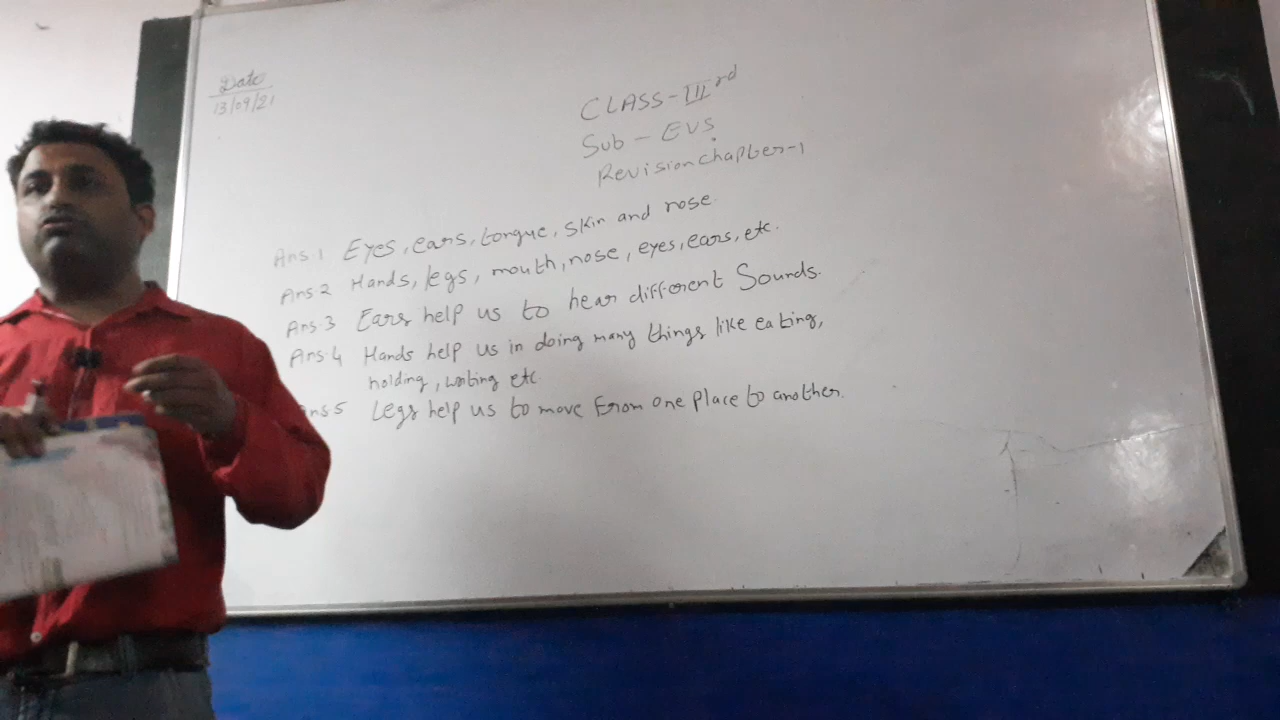 Date
13/09/21
CLASS-III rd
Sub - EVS
Revision chapter-1
Ans.1 Eyes, ears, tongue, skin and nose.
Ans.2 Hands, legs, mouth, nose, eyes, ears, etc.
Ans.3 Ears help us to hear different Sounds.
Ans.4 Hands help us in doing many things like eating,
holding, writing etc
Ans5 Legs help us to move From one place to another.